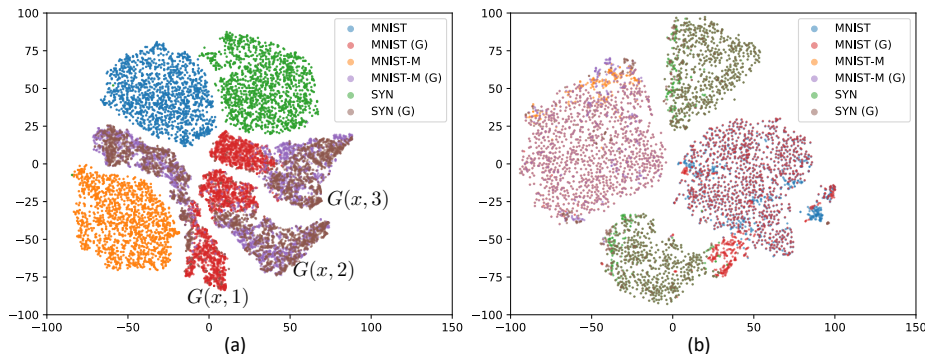 100
75
50
25
0
−25
−50
−75
−100
−100
−50
0
50
100
150
MNIST
MNIST (G)
MNIST-M
MNIST-M (G)
SYN
SYN (G)
G(x, 3)
G(x, 2)
G(x, 1)
(a)
100
75
50
25
0
−25
−50
−75
−100
−100
−50
0
50
100
150
MNIST
MNIST (G)
MNIST-M
MNIST-M (G)
SYN
SYN (G)
(b)